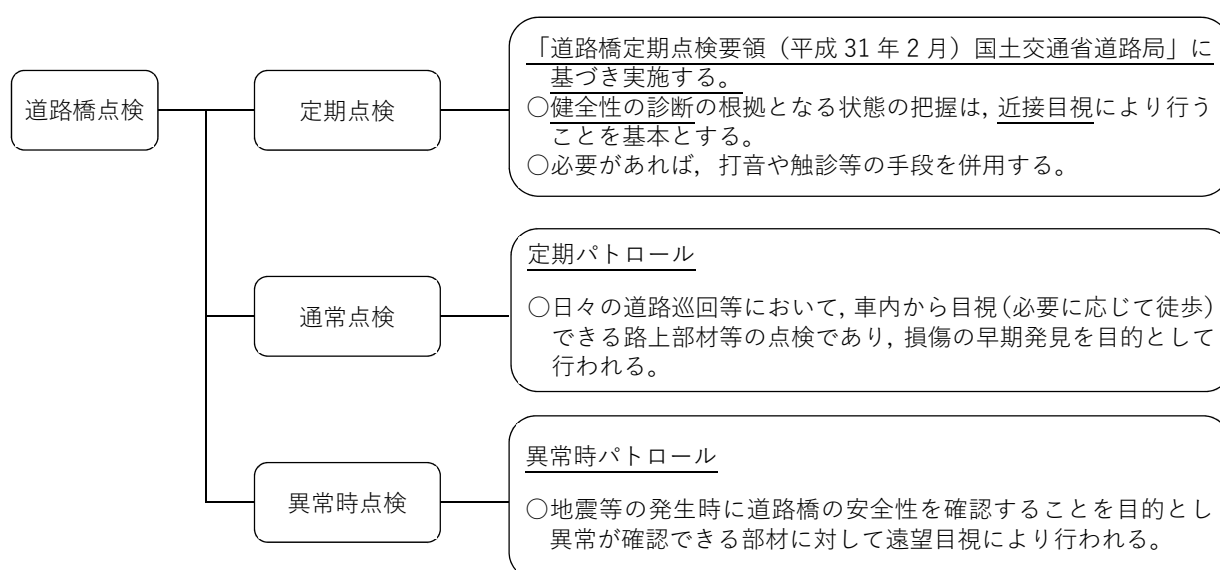 道路橋点検
定期点検
「道路橋定期点検要領（平成 31 年 2 月）国土交通省道路局」に
基づき実施する。
○健全性の診断の根拠となる状態の把握は，近接目視により行う
ことを基本とする。
○必要があれば，打音や触診等の手段を併用する。
通常点検
定期パトロール
○日々の道路巡回等において，車内から目視（必要に応じて徒歩）
できる路上部材等の点検であり，損傷の早期発見を目的として
行われる。
異常時点検
異常時パトロール
○地震等の発生時に道路橋の安全性を確認することを目的とし
異常が確認できる部材に対して遠望目視により行われる。